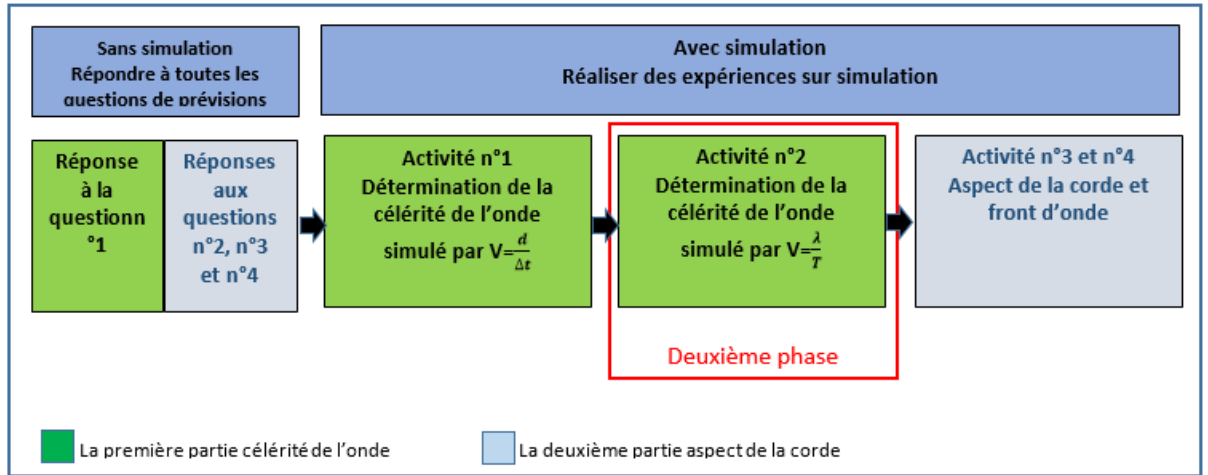 Sans simulation
Répondre à toutes les
questions de prévisions
Avec simulation
Réaliser des expériences sur simulation
Réponse
à la
questionn
°1
Réponses
aux
questions
n°2, n°3
et n°4
Activité n°1
Détermination de la
célérité de l’onde
simulé par V=d/Δt
Activité n°2
Détermination de la
célérité de l’onde
simulé par V=λ/T
Activité n°3 et n°4
Aspect de la corde et
front d’onde
Deuxième phase
La première partie célérité de l’onde
La deuxième partie aspect de la corde